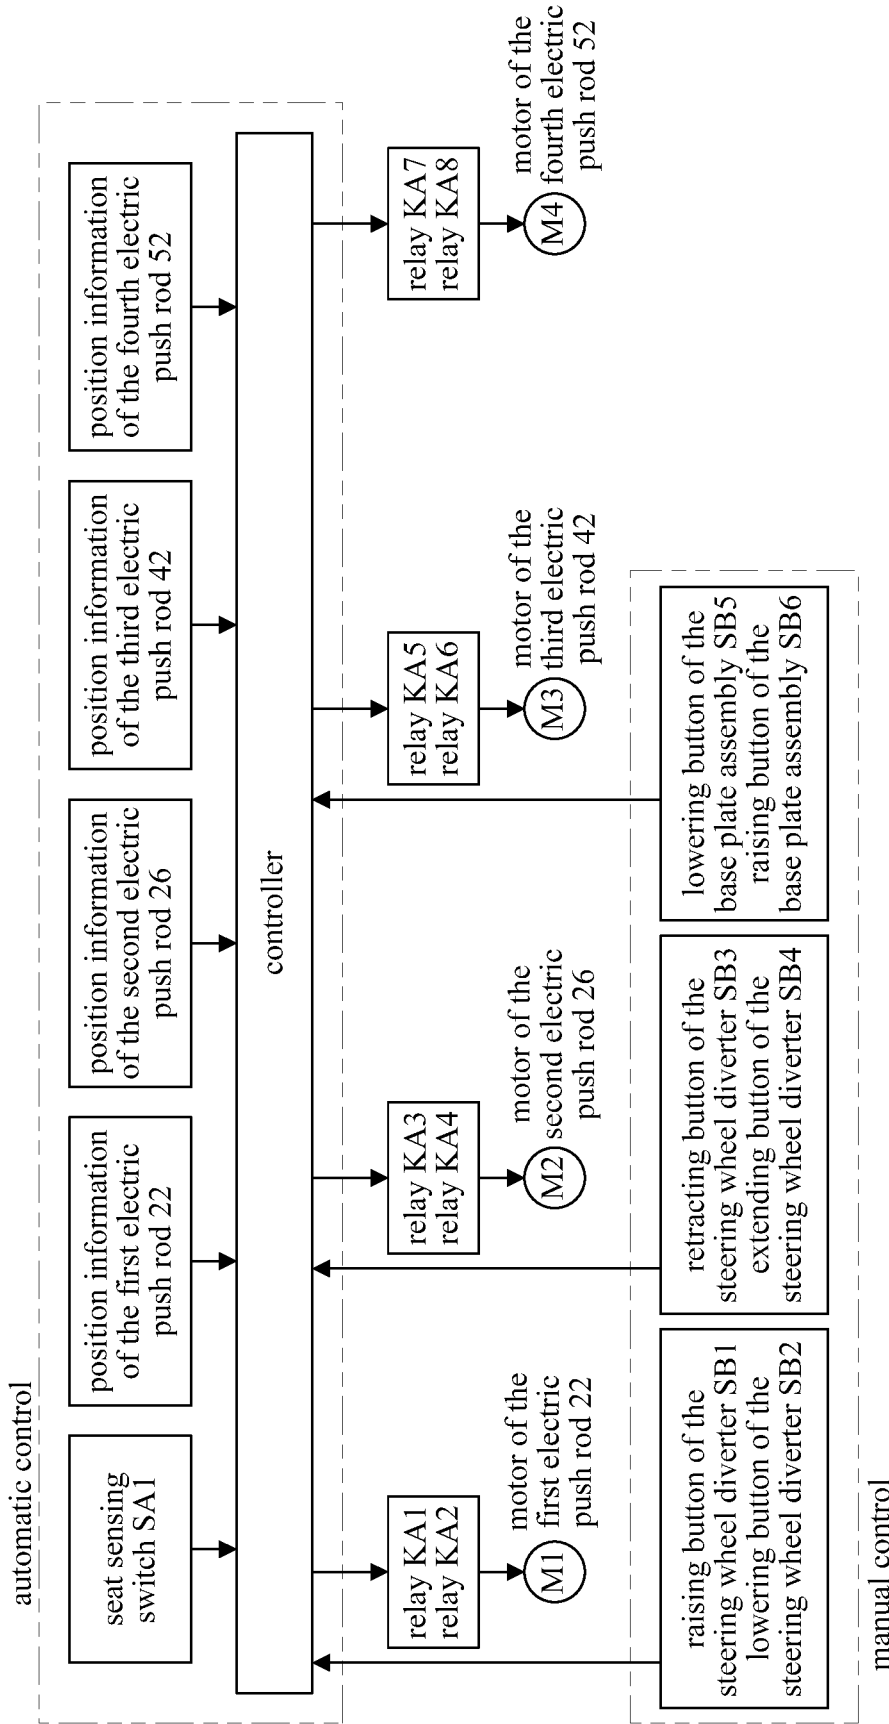 automatic control
seat sensing
switch SA1
position information
of the first electric
push rod 22
position information
of the second electric
push rod 26
position information
of the third electric
push rod 42
position information
of the fourth electric
push rod 52
controller
relay KA1
relay KA2
relay KA3
relay KA4
relay KA5
relay KA6
relay KA7
relay KA8
M1
motor of the
first electric
push rod 22
M2
motor of the
second electric
push rod 26
M3
motor of the
third electric
push rod 42
M4
motor of the
fourth electric
push rod 52
raising button of the
steering wheel diverter SB1
lowering button of the
steering wheel diverter SB2
retracting button of the
steering wheel diverter SB3
extending button of the
steering wheel diverter SB4
lowering button of the
base plate assembly SB5
raising button of the
base plate assembly SB6
manual control